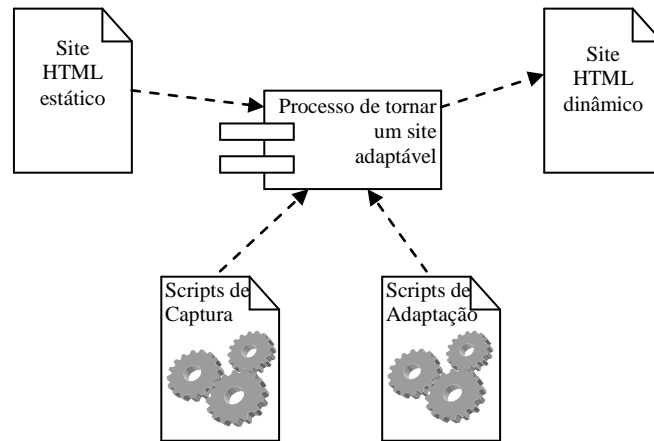 Site
HTML
estático
Processo de tornar
um site
adaptável
Site
HTML
dinâmico
Scripts de
Captura
Scripts de
Adaptação